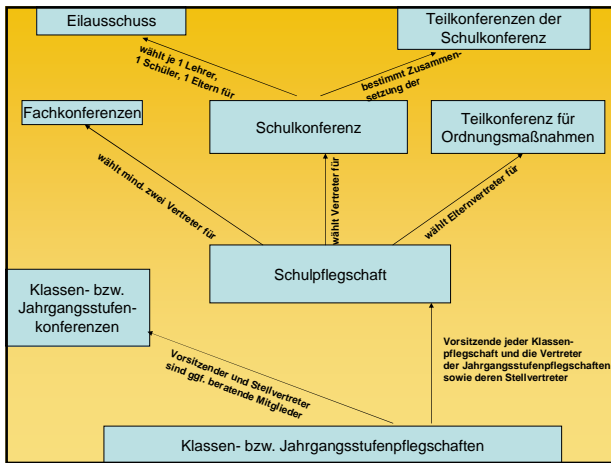 Eilausschuss
Teilkonferenzen der
Schulkonferenz
wählt je 1 Lehrer,
1 Schüler, 1 Eltern für
bestimmt Zusammen-
setzung der
Fachkonferenzen
Schulkonferenz
Teilkonferenz für
Ordnungsmaßnahmen
wählt mind. zwei Vertreter für
wählt Vertreter für
wählt Elternvertreter für
Schulpflegschaft
Klassen- bzw.
Jahrgangsstufen-
konferenzen
Vorsitzender und Stellvertreter
sind ggf. beratende Mitglieder
Vorsitzende jeder Klassen-
pflegschaft und die Vertreter
der Jahrgangsstufenpflegschaften
sowie deren Stellvertreter
Klassen- bzw. Jahrgangsstufenpflegschaften